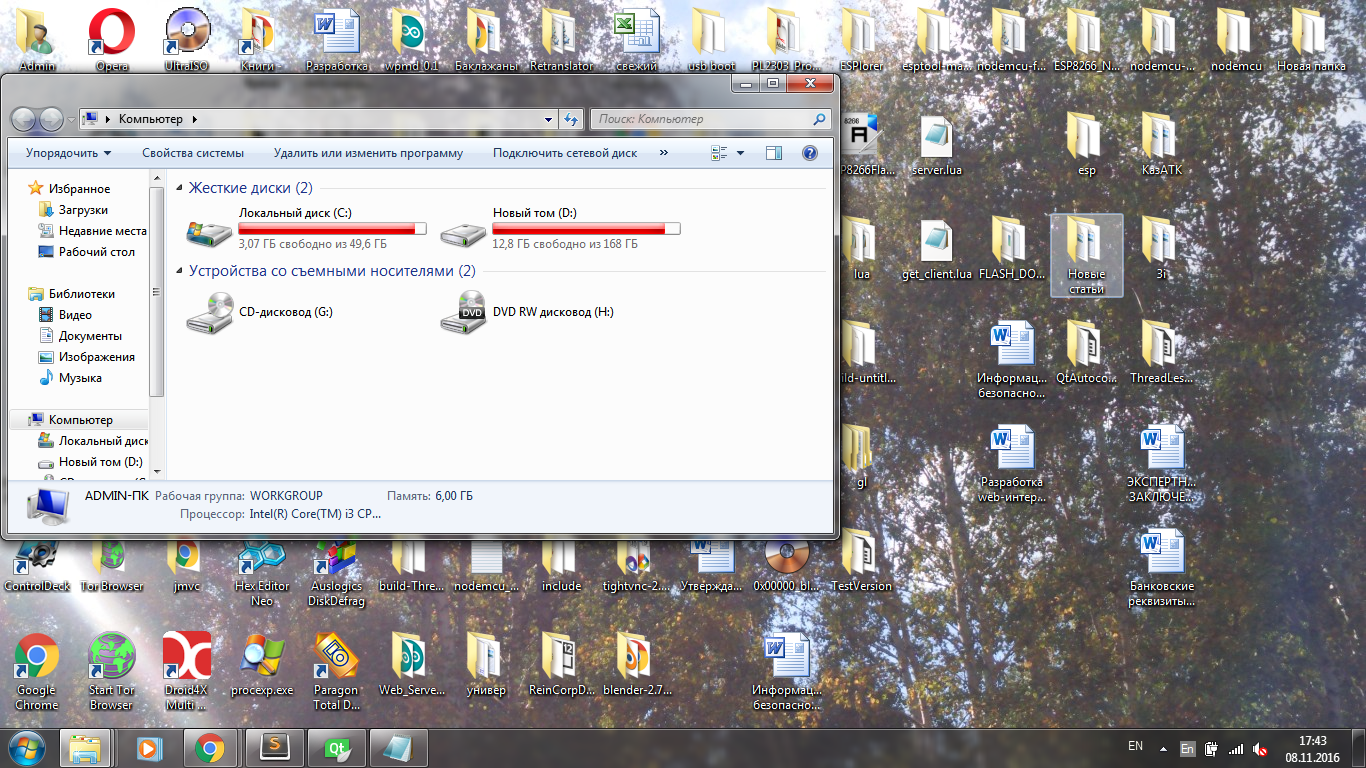 Admin
Opera
UltraISO
Книги -
Разработка
wpmd_0.1
Баклажаны
Retranslator
свежий
usb boot
PL2303_Pro...
ESPlorer
esptool-ma...
nodemcu-f...
ESP8266_N...
nodemcu-...
nodemcu
Новая папка
Компьютер
Поиск: Компьютер
Упорядочить
Свойства системы
Удалить или изменить программу
Подключить сетевой диск
»
Избранное
Загрузки
Недавние места
Рабочий стол
Библиотеки
Видео
Документы
Изображения
Музыка
Компьютер
Локальный диск
Новый том (D:)
Жесткие диски (2)
Локальный диск (C:)
3,07 ГБ свободно из 49,6 ГБ
Новый том (D:)
12,8 ГБ свободно из 168 ГБ
Устройства со съемными носителями (2)
CD-дисковод (G:)
DVD
DVD RW дисковод (H:)
ADMIN-ПК
Рабочая группа: WORKGROUP
Память: 6,00 ГБ
Процессор: Intel(R) Core(TM) i3 CP...
8266
A
P8266Fla...
server.lua
esp
КазАТК
lua
get_client.lua
FLASH_DO...
Новые
статьи
3i
ild-untitl...
Информац...
безопасно...
QtAutoco...
ThreadLes...
gl
Разработка
web-интер...
ЭКСПЕРТН...
ЗАКЛЮЧЕ...
ControlDeck
Tor Browser
jmvc
Hex Editor
Neo
Auslogics
DiskDefrag
build-Thre...
nodemcu_...
include
tightvnc-2....
Утвержда...
0x00000_bl...
TestVersion
Банковские
реквизиты...
Google
Chrome
Start Tor
Browser
Droid4X
Multi ...
procexp.exe
Paragon
Total D...
Web_Serve...
универ
ReinCorpD...
blender-2.7...
Информац...
безопасно...
EN
En
17:43
08.11.2016